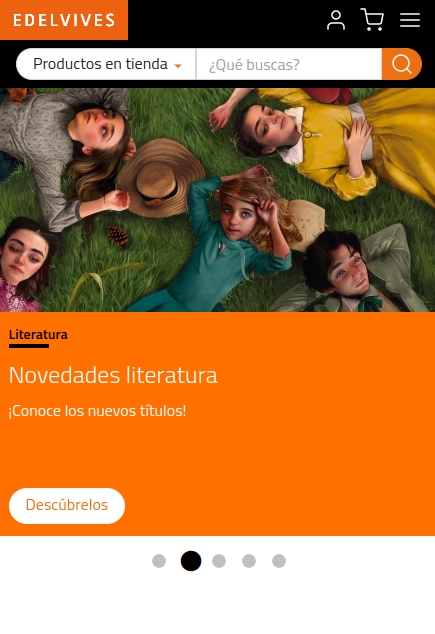 EDELVIVES
Productos en tienda
¿Qué buscas?
Literatura
Novedades literatura
¡Conoce los nuevos títulos!
Descúbrelos